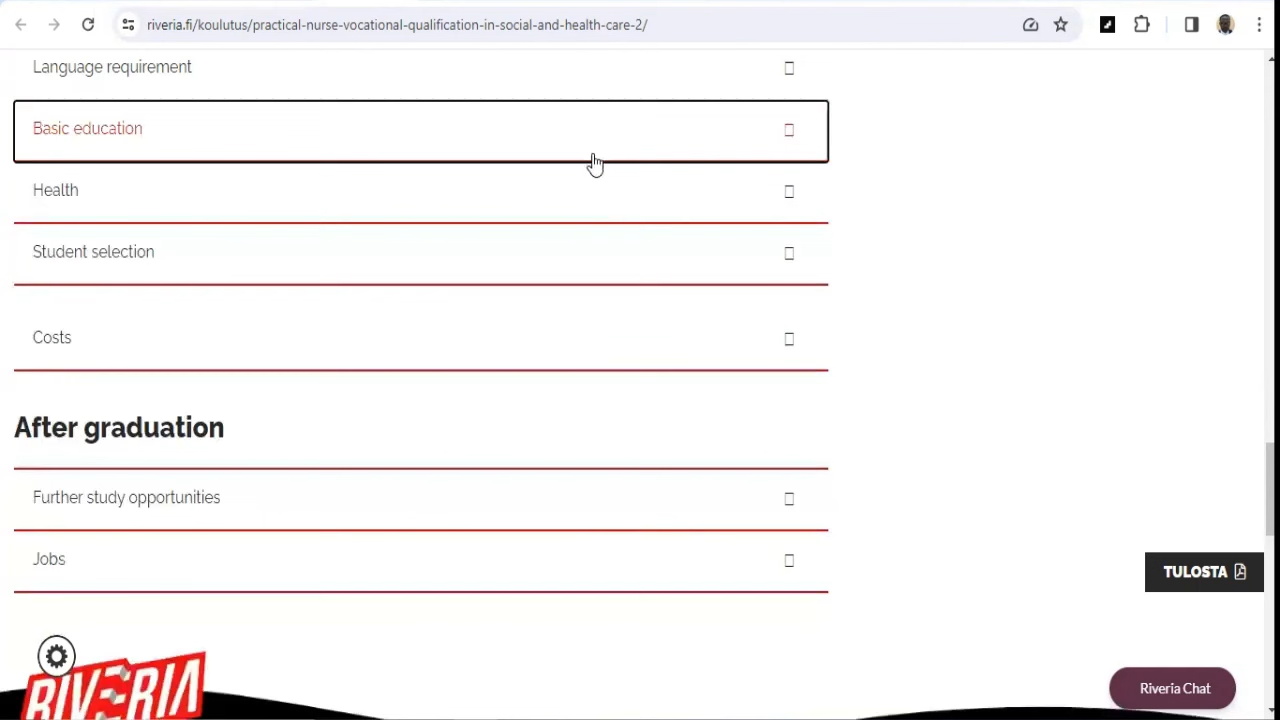 riveria.fi/koulutus/practical-nurse-vocational-qualification-in-social-and-health-care-2/
Language requirement
Basic education
Health
Student selection
Costs
After graduation
Further study opportunities
Jobs
TULOSTA
RIVERIA
Riveria Chat